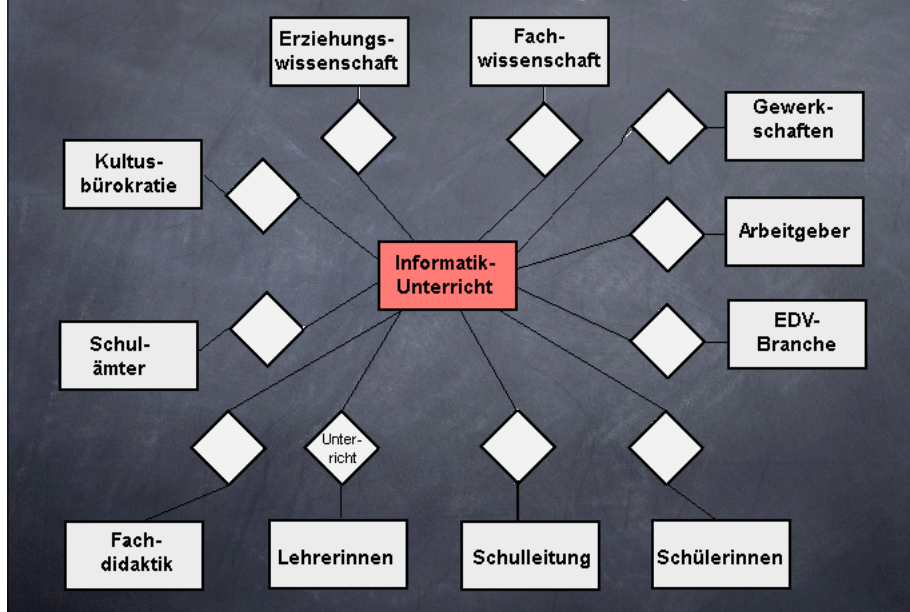 Erziehungs-
wissenschaft
Fach-
wissenschaft
Gewerk-
schaften
Kultus-
bürokratie
Arbeitgeber
Informatik-
Unterricht
EDV-
Branche
Schul-
ämter
Unter-
richt
Fach-
didaktik
Lehrerinnen
Schulleitung
Schülerinnen